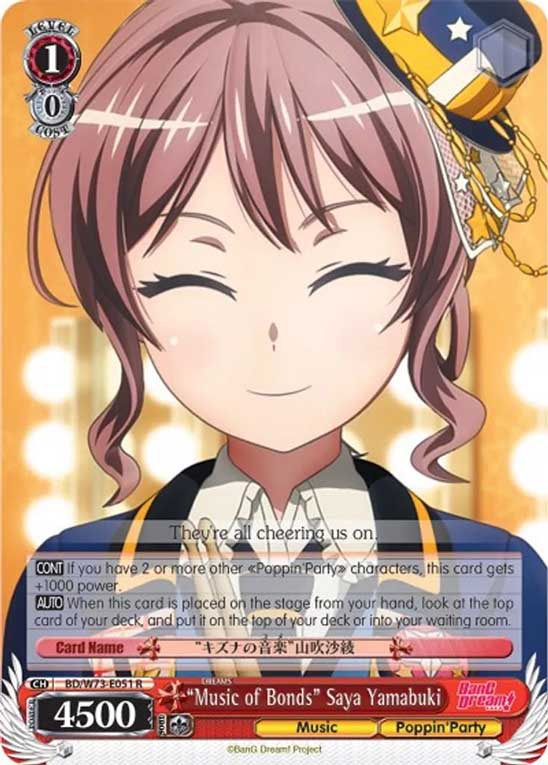 LEVEL
1
0
COST
They're all cheering us on.
CONT If you have 2 or more other «Poppin'Party» characters, this card gets
+1000 power.
AUTO When this card is placed on the stage from your hand, look at the top
card of your deck, and put it on the top of your deck or into your waiting room.
Card Name
“キズナの音楽”山吹沙綾
CH BD/W73-E051 R
DREAMS
“Music of Bonds” Saya Yamabuki
BanG Dream!
POWER 4500 SOUL
Music Poppin'Party
©BanG Dream! Project